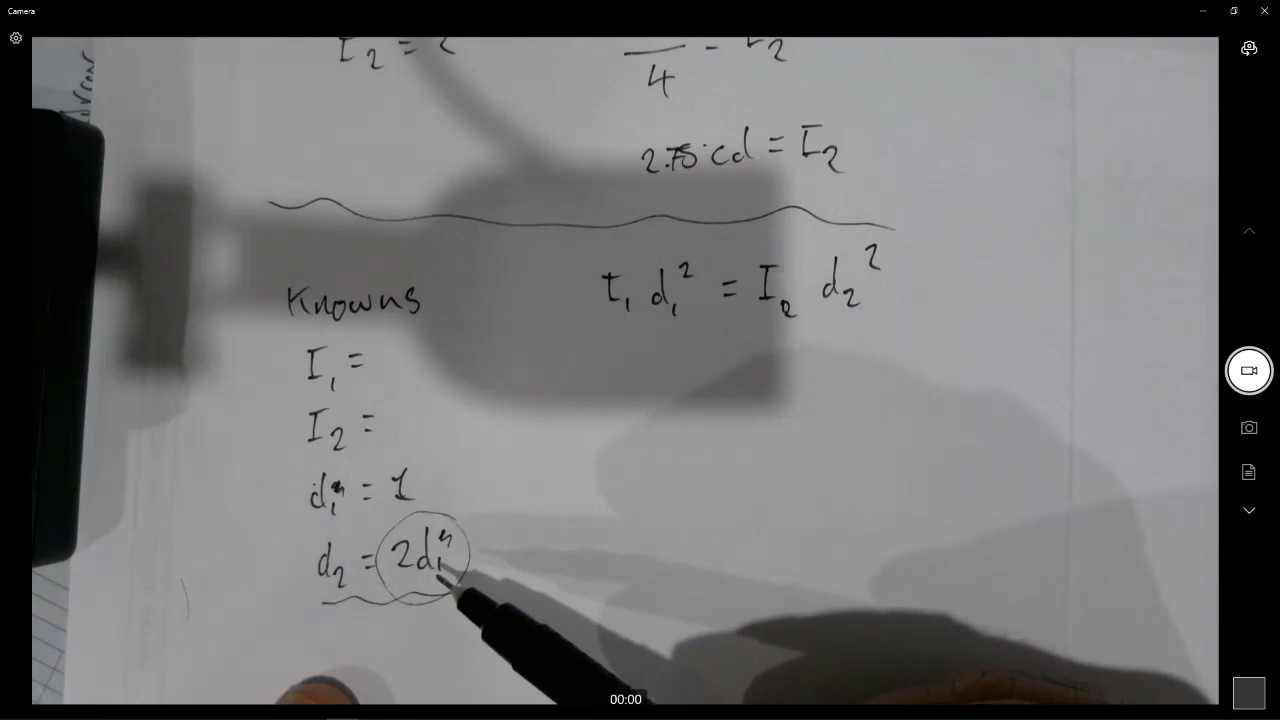 Camera
I₂ = 2
4 = I₂
2.75 cd = I₂
Knowns
I₁ d₁² = I₂ d₂²
I₁ =
I₂ =
d₁ = 1
d₂ = 2d₁
00:00